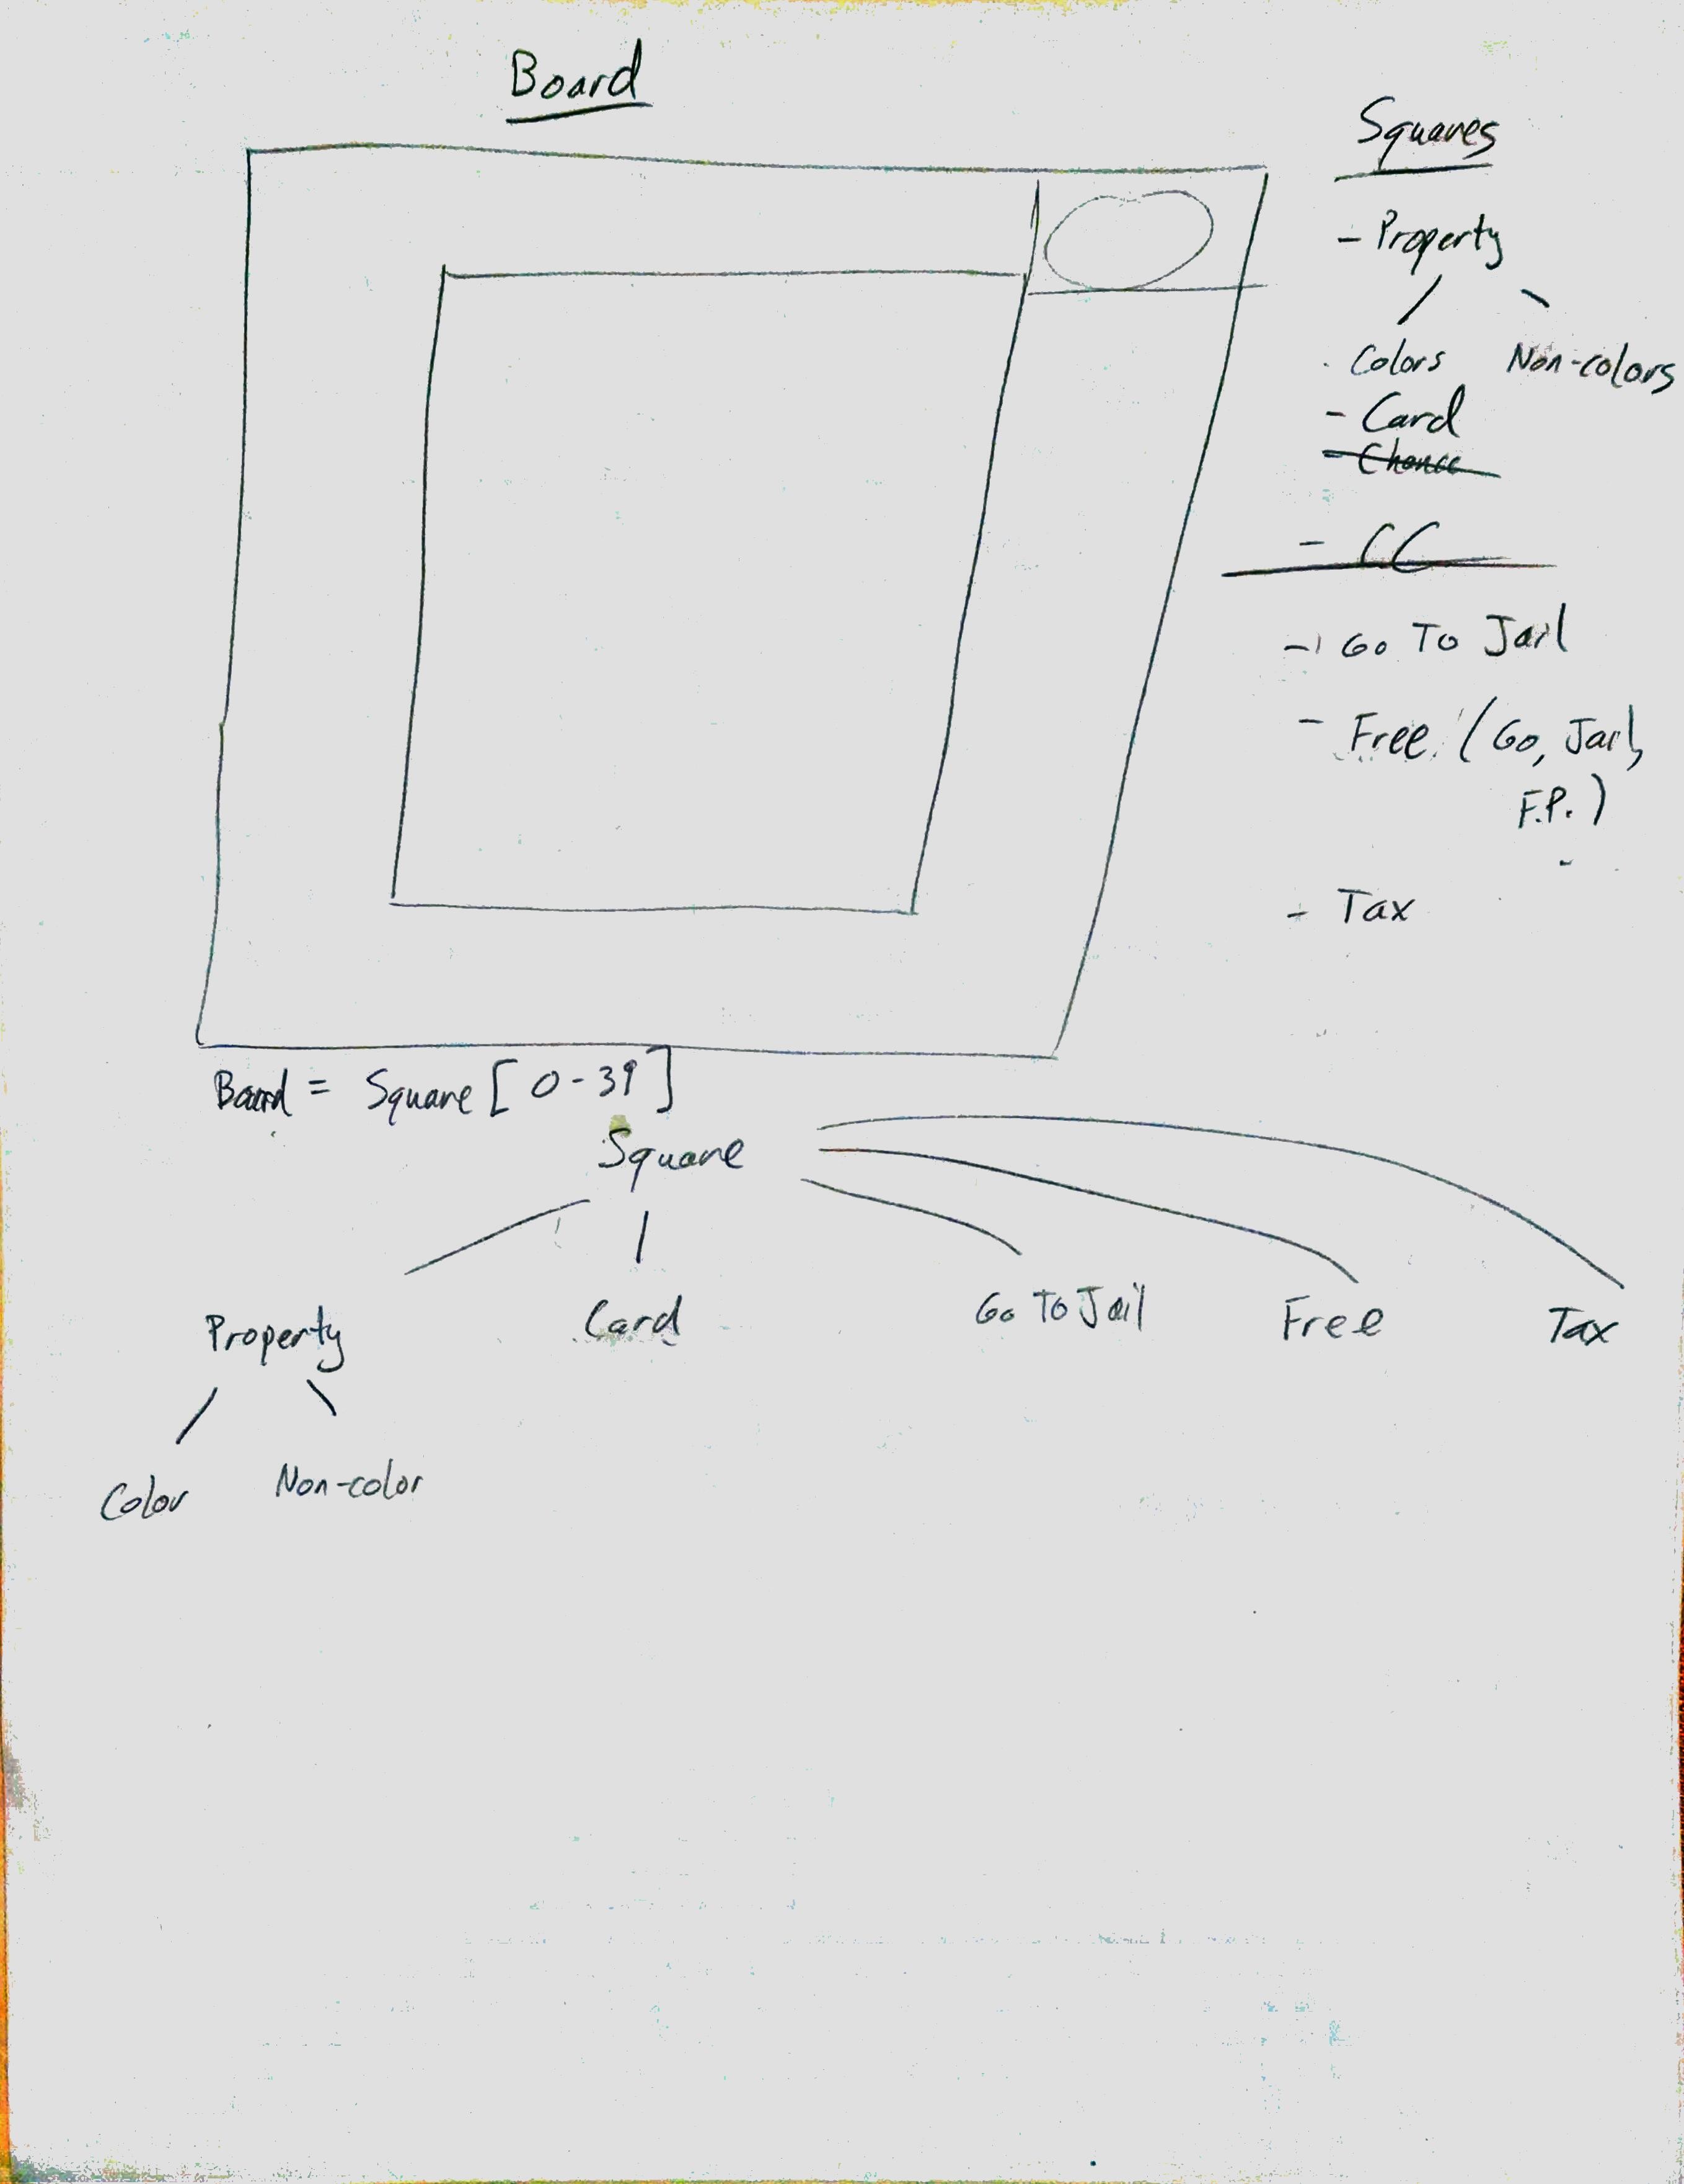 Board
Squares
- Property
Colors Non-colors
- Card
- Chance
- CC
- Go To Jail
- Free (Go, Jail,
F.P.)
- Tax
Board = Square [0-39]
Square
Property Card Go To Jail Free Tax
Color Non-color